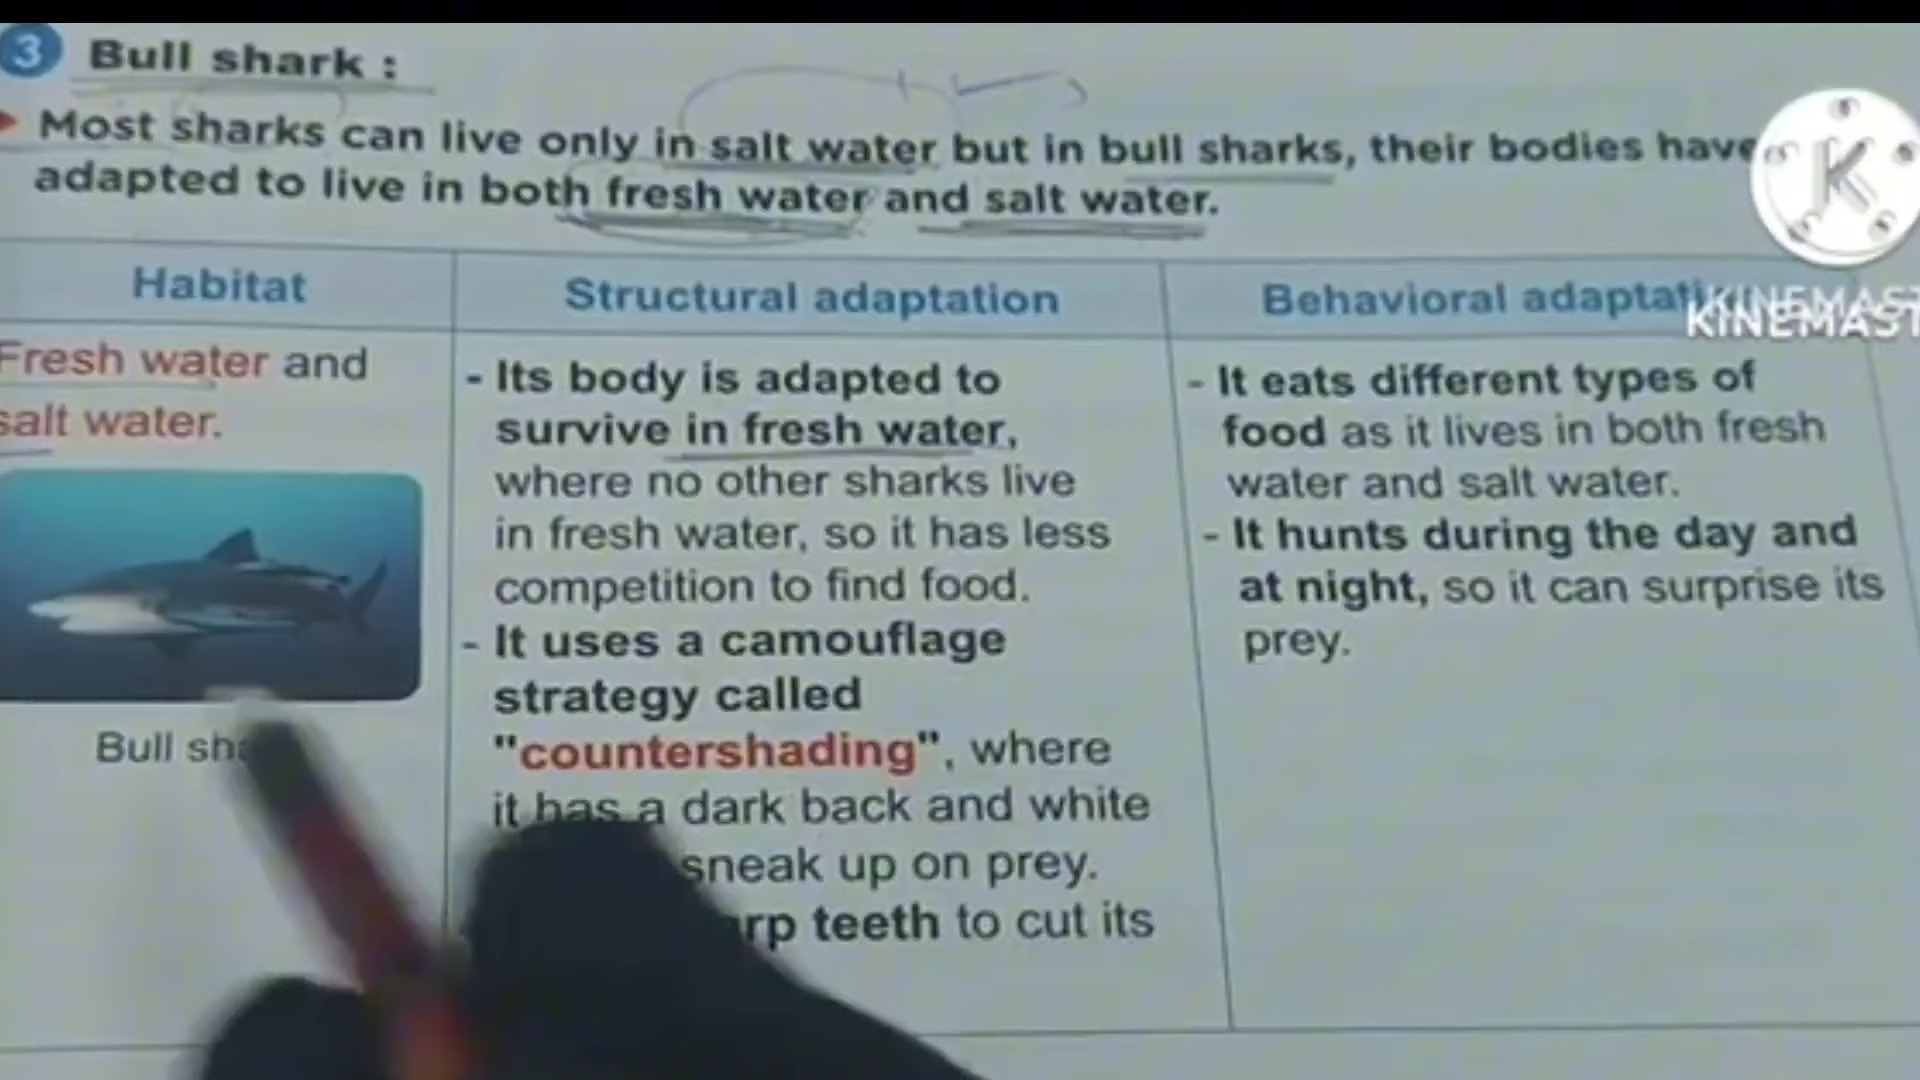 3 Bull shark :
Most sharks can live only in salt water but in bull sharks, their bodies have
adapted to live in both fresh water and salt water.
Habitat
Fresh water and
salt water.
Bull sha
Structural adaptation
- Its body is adapted to
survive in fresh water,
where no other sharks live
in fresh water, so it has less
competition to find food.
- It uses a camouflage
strategy called
"countershading", where
it has a dark back and white
sneak up on prey.
teeth to cut its
Behavioral adaptati
- It eats different types of
food as it lives in both fresh
water and salt water.
- It hunts during the day and
at night, so it can surprise its
prey.
K
KINEMAST